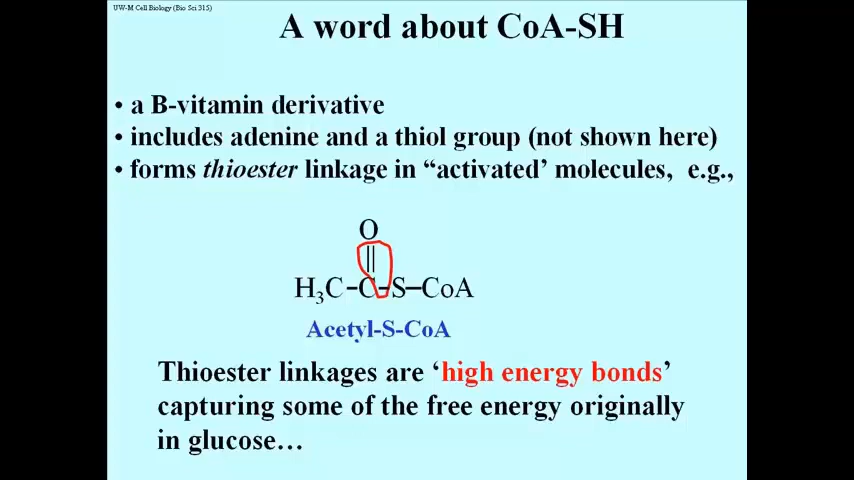 UW-M Cell Biology (Bio Sci 315)
A word about CoA-SH
• a B-vitamin derivative
• includes adenine and a thiol group (not shown here)
• forms thioester linkage in “activated’ molecules, e.g.,
O
H₃C-C-S-CoA
Acetyl-S-CoA
Thioester linkages are ‘high energy bonds’
capturing some of the free energy originally
in glucose…